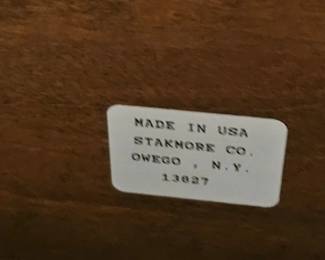 MADE IN USA
STAKMORE CO.
OWEGO , N.Y.
13827